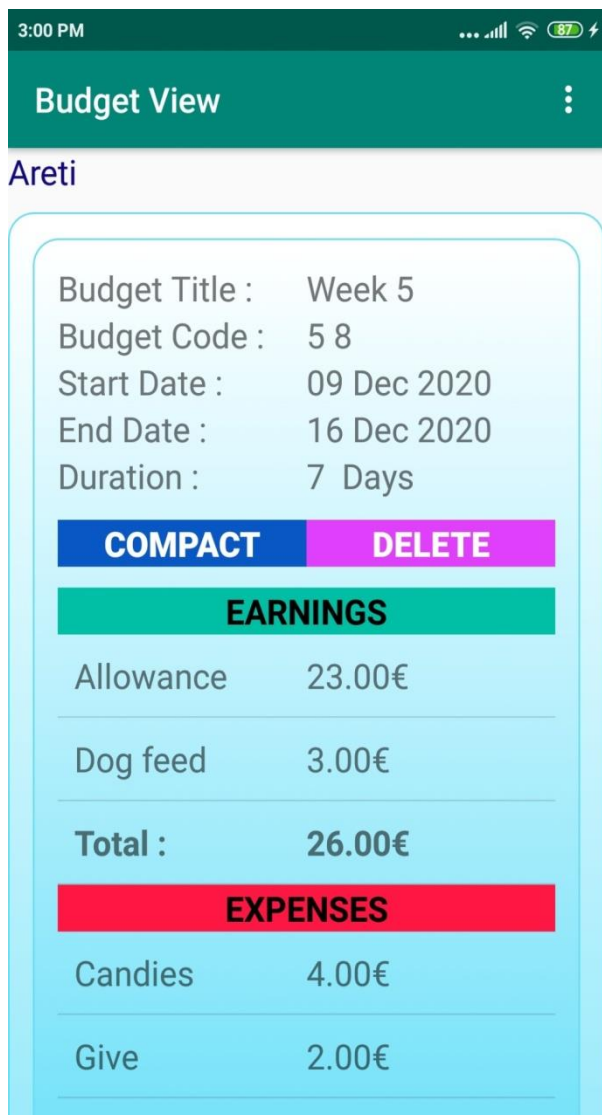 3:00 PM 87
Budget View
Areti
Budget Title : Week 5
Budget Code : 5 8
Start Date : 09 Dec 2020
End Date : 16 Dec 2020
Duration : 7 Days
COMPACT DELETE
EARNINGS
Allowance 23.00€
Dog feed 3.00€
Total : 26.00€
EXPENSES
Candies 4.00€
Give 2.00€